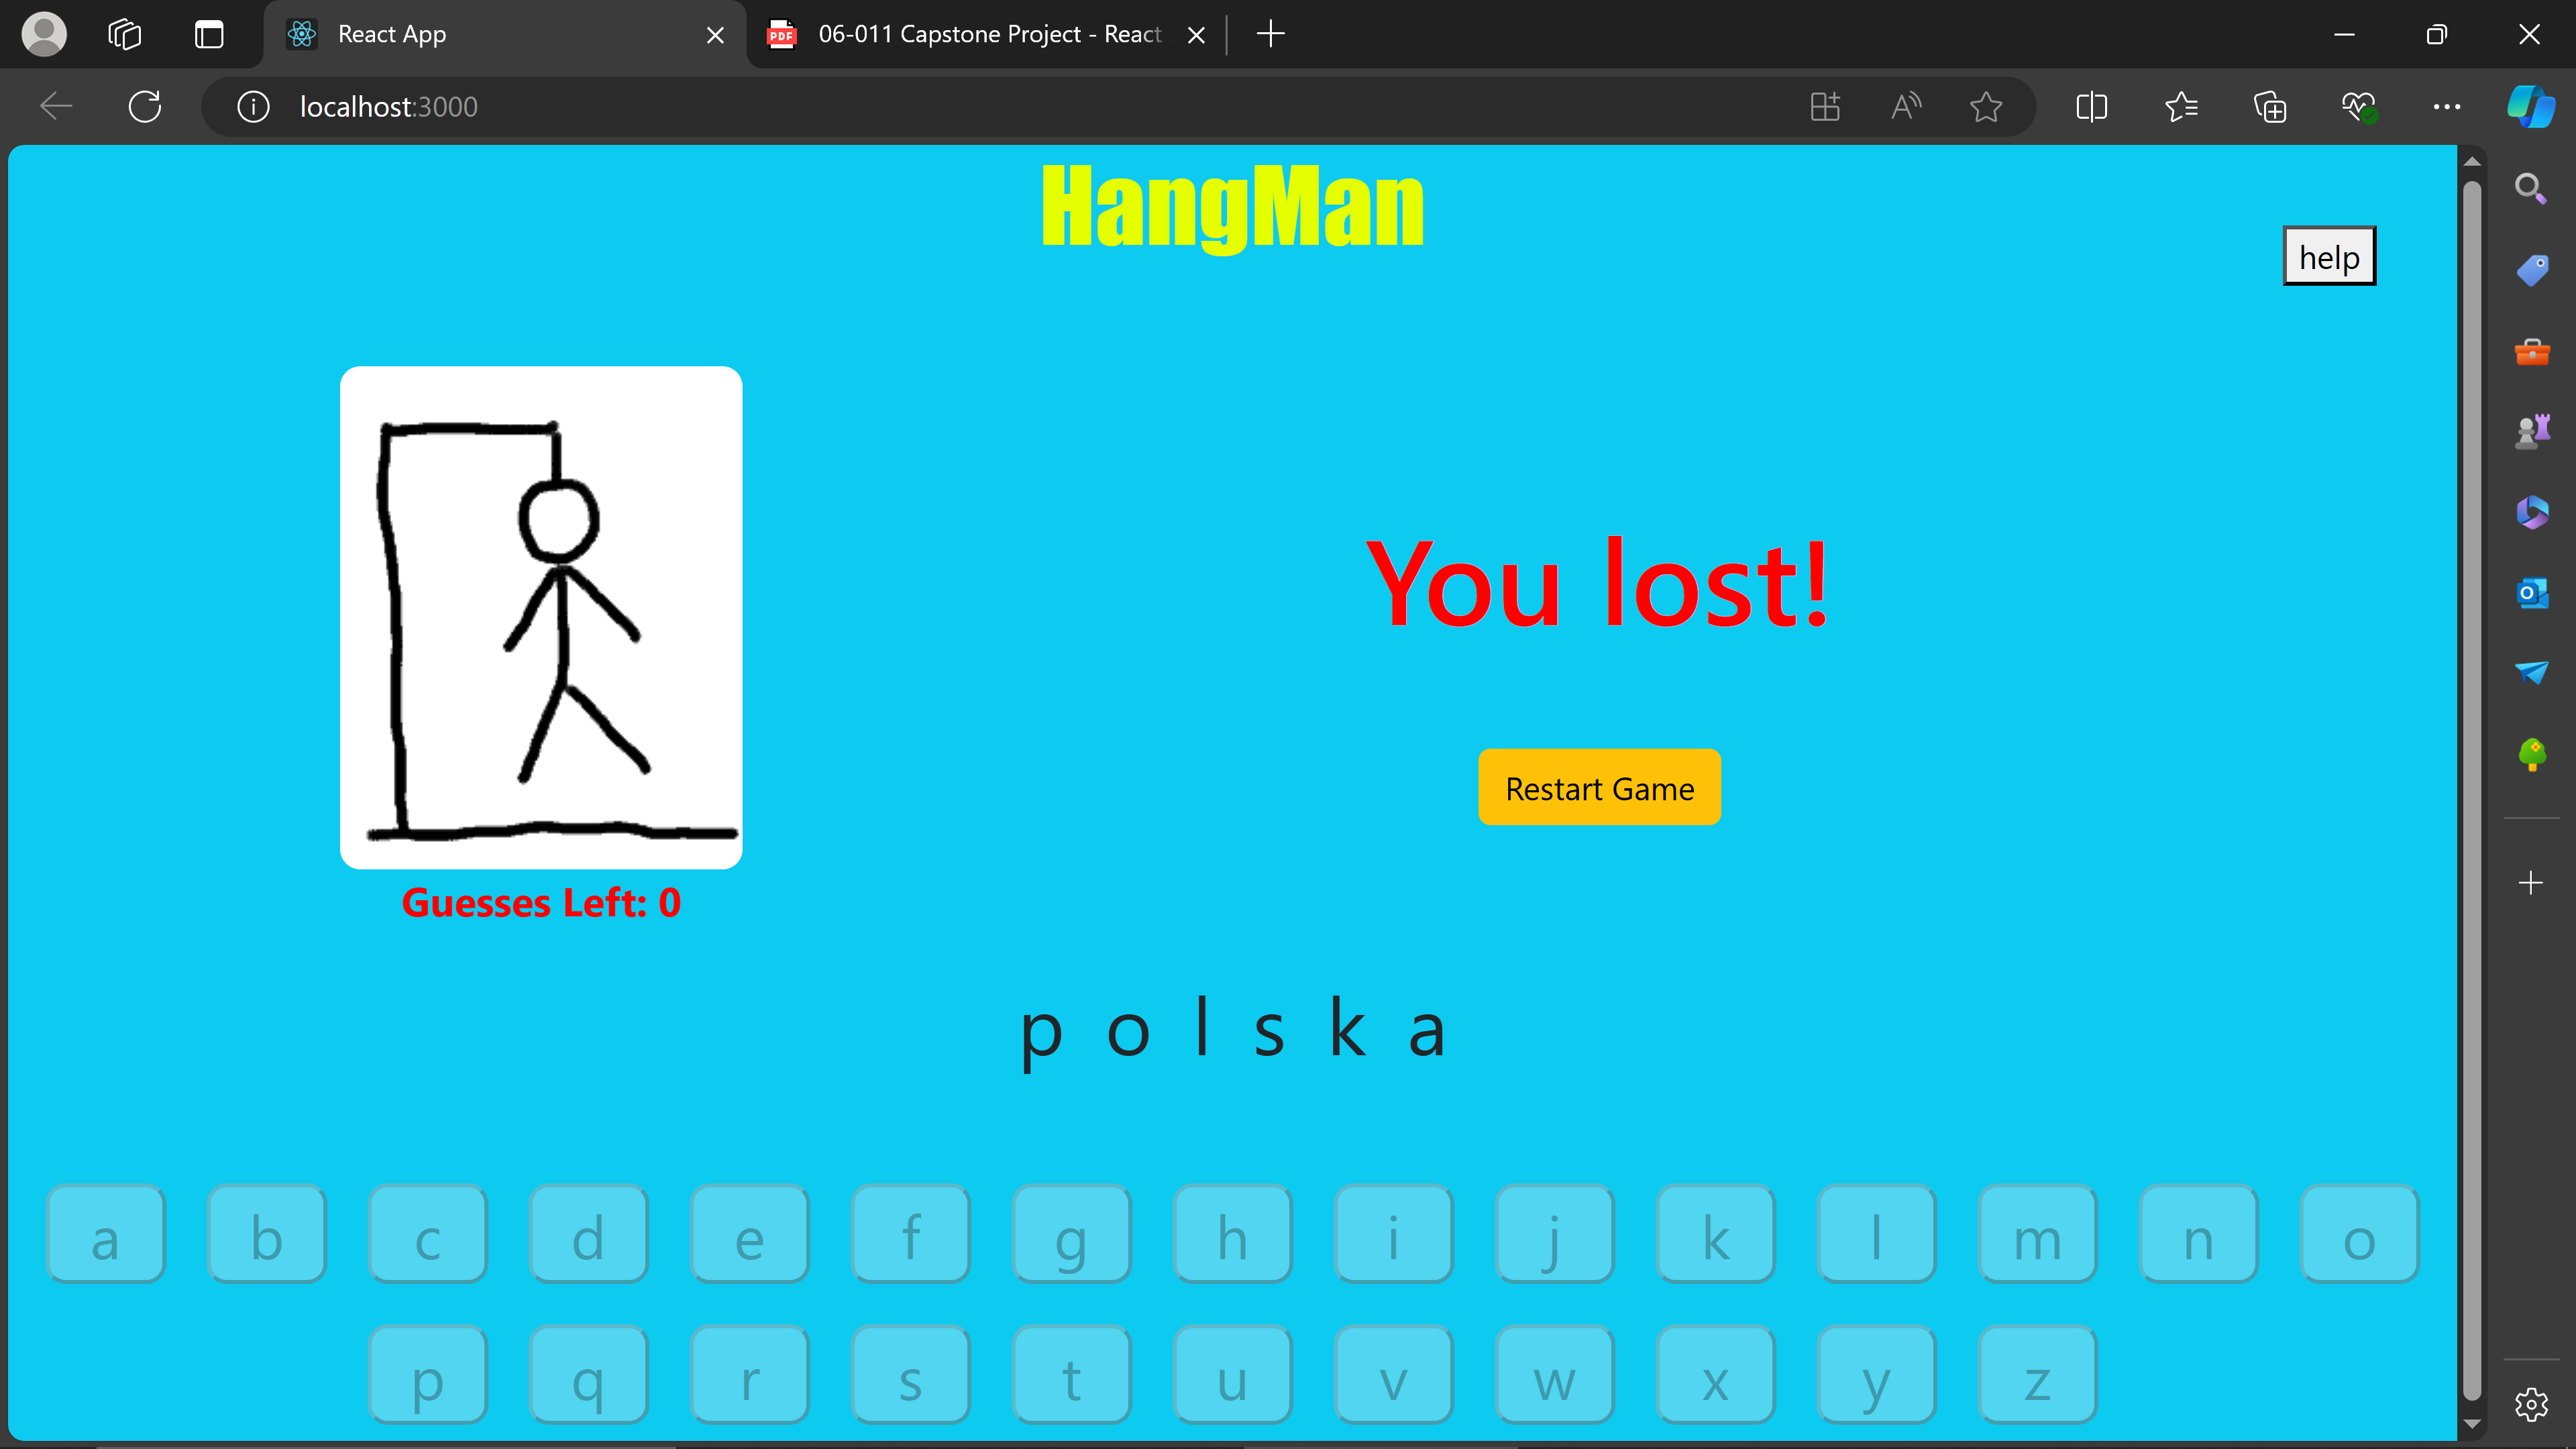 React App
06-011 Capstone Project - React
localhost:3000
HangMan
help
You lost!
Restart Game
Guesses Left: 0
p o l s k a
a b c d e f g h i j k l m n o
p q r s t u v w x y z